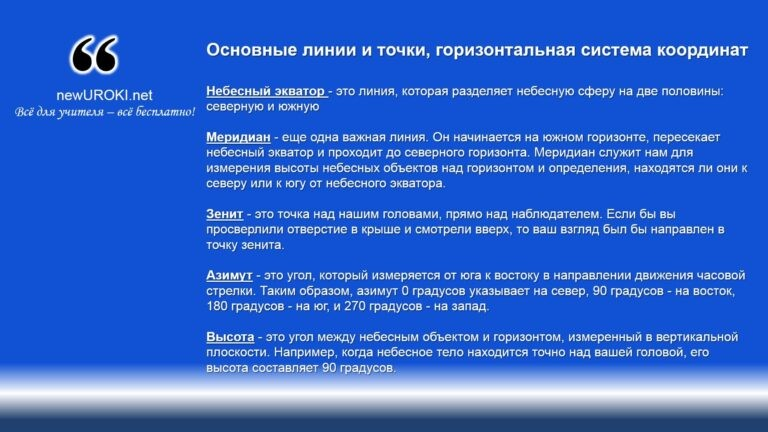 Основные линии и точки, горизонтальная система координат
newUROKI.net
Всё для учителя – всё бесплатно!
Небесный экватор - это линия, которая разделяет небесную сферу на две половины:
северную и южную
Меридиан - еще одна важная линия. Он начинается на южном горизонте, пересекает
небесный экватор и проходит до северного горизонта. Меридиан служит нам для
измерения высоты небесных объектов над горизонтом и определения, находятся ли они к
северу или к югу от небесного экватора.
Зенит - это точка над нашим головами, прямо над наблюдателем. Если бы вы
просверлили отверстие в крыше и смотрели вверх, то ваш взгляд был бы направлен в
точку зенита.
Азимут - это угол, который измеряется от юга к востоку в направлении движения часовой
стрелки. Таким образом, азимут 0 градусов указывает на север, 90 градусов - на восток,
180 градусов - на юг, и 270 градусов - на запад.
Высота - это угол между небесным объектом и горизонтом, измеренный в вертикальной
плоскости. Например, когда небесное тело находится точно над вашей головой, его
высота составляет 90 градусов.